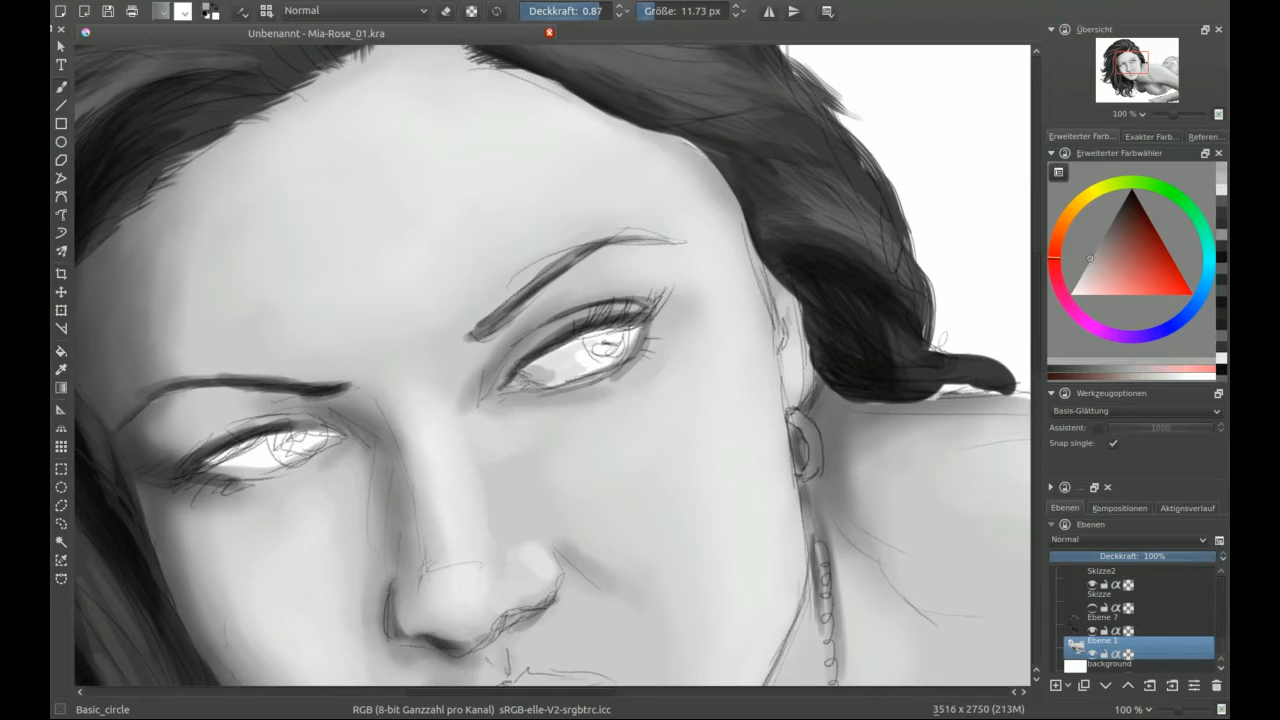 Normal
Deckkraft: 0.87
Größe: 11.73 px
Unbenannt - Mia-Rose_01.kra
Übersicht
100 %
Erweiterter Farb...
Exakter Farb...
Referen...
Erweiterter Farbwähler
Werkzeugoptionen
Basis-Glättung
Assistent:
1000
Snap single:
...
Ebenen
Kompositionen
Aktionsverlauf
Ebenen
Normal
Deckkraft: 100%
Skizze2
Skizze
Ebene 7
Ebene 1
background
Basic_circle
RGB (8-bit Ganzzahl pro Kanal) sRGB-elle-V2-srgbtrc.icc
3516 x 2750 (213M)
100 %